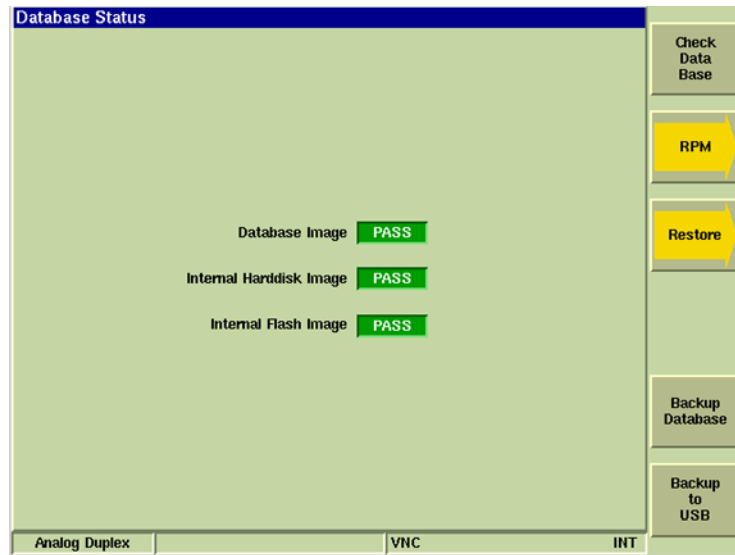 Database Status
Check
Data
Base
RPM
Restore
Database Image PASS
Internal Harddisk Image PASS
Internal Flash Image PASS
Backup
Database
Backup
to
USB
Analog Duplex VNC INT